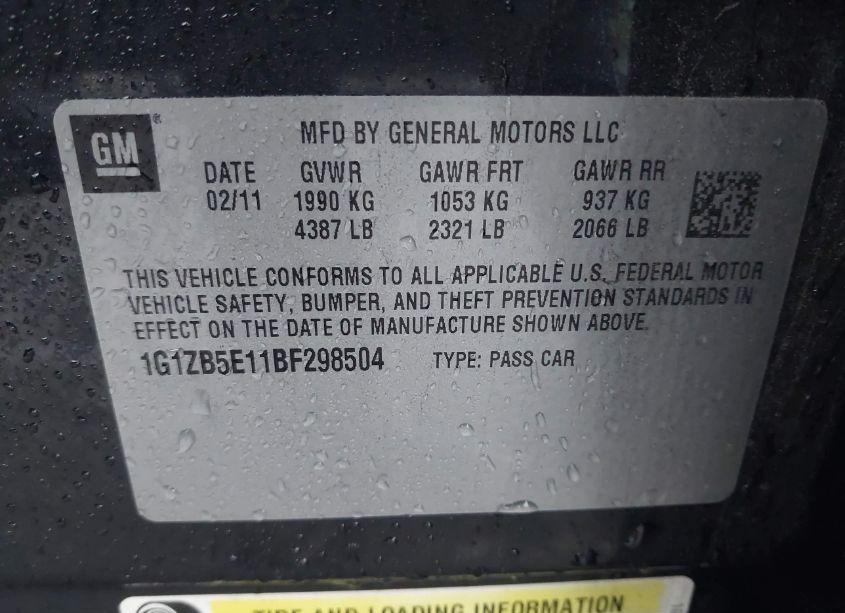 GM®
MFD BY GENERAL MOTORS LLC
DATE GVWR GAWR FRT GAWR RR
02/11 1990 KG 1053 KG 937 KG
4387 LB 2321 LB 2066 LB
THIS VEHICLE CONFORMS TO ALL APPLICABLE U.S. FEDERAL MOTOR
VEHICLE SAFETY, BUMPER, AND THEFT PREVENTION STANDARDS IN
EFFECT ON THE DATE OF MANUFACTURE SHOWN ABOVE.
1G1ZB5E11BF298504 TYPE: PASS CAR
TIRE AND LOADING INFORMATION